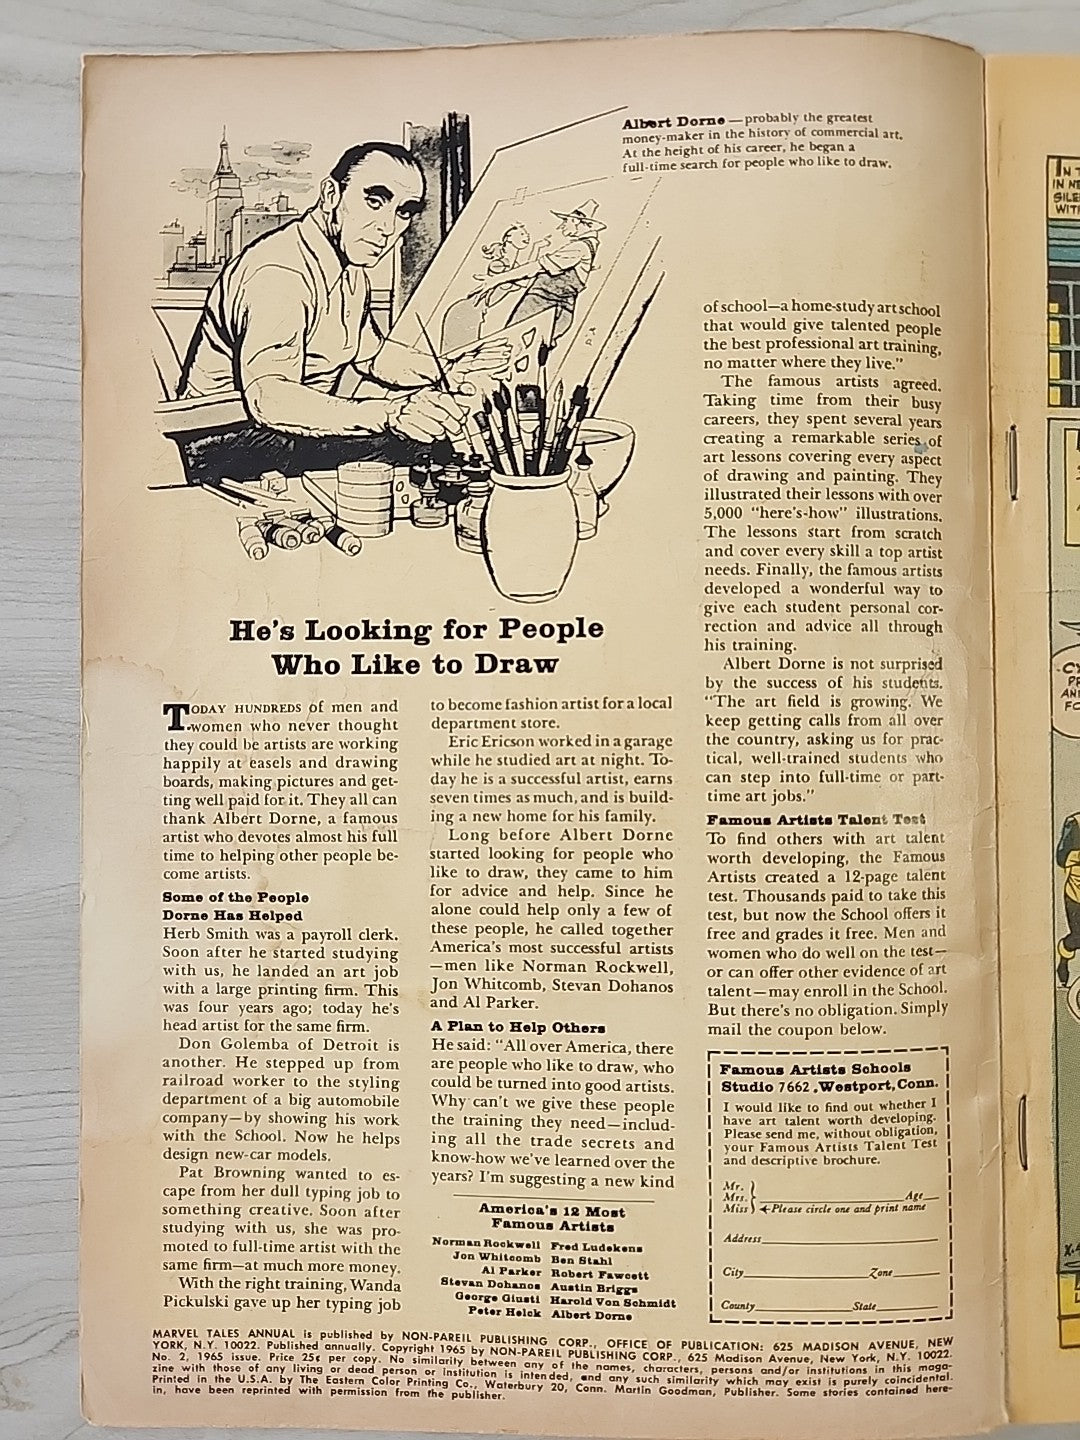 Albert Dorne — probably the greatest
money-maker in the history of commercial art.
At the height of his career, he began a
full-time search for people who like to draw.
He's Looking for People
Who Like to Draw
TODAY HUNDREDS of men and
women who never thought
they could be artists are working
happily at easels and drawing
boards, making pictures and get-
ting well paid for it. They all can
thank Albert Dorne, a famous
artist who devotes almost his full
time to helping other people be-
come artists.
Some of the People
Dorne Has Helped
Herb Smith was a payroll clerk.
Soon after he started studying
with us, he landed an art job
with a large printing firm. This
was four years ago; today he's
head artist for the same firm.
Don Golemba of Detroit is
another. He stepped up from
railroad worker to the styling
department of a big automobile
company—by showing his work
with the School. Now he helps
design new-car models.
Pat Browning wanted to es-
cape from her dull typing job to
something creative. Soon after
studying with us, she was pro-
moted to full-time artist with the
same firm—at much more money.
With the right training, Wanda
Pickulski gave up her typing job
to become fashion artist for a local
department store.
Eric Ericson worked in a garage
while he studied art at night. To-
day he is a successful artist, earns
seven times as much, and is build-
ing a new home for his family.
Long before Albert Dorne
started looking for people who
like to draw, they came to him
for advice and help. Since he
alone could help only a few of
these people, he called together
America's most successful artists
—men like Norman Rockwell,
Jon Whitcomb, Stevan Dohanos
and Al Parker.
A Plan to Help Others
He said: "All over America, there
are people who like to draw, who
could be turned into good artists.
Why can't we give these people
the training they need—includ-
ing all the trade secrets and
know-how we've learned over the
years? I'm suggesting a new kind
America's 12 Most
Famous Artists
Norman Rockwell Fred Ludekens
Jon Whitcomb Ben Stahl
Al Parker Robert Fawcett
Stevan Dohanos Austin Briggs
George Giusti Harold Von Schmidt
Peter Helck Albert Dorne
of school—a home-study art school
that would give talented people
the best professional art training,
no matter where they live."
The famous artists agreed.
Taking time from their busy
careers, they spent several years
creating a remarkable series of
art lessons covering every aspect
of drawing and painting. They
illustrated their lessons with over
5,000 "here's-how" illustrations.
The lessons start from scratch
and cover every skill a top artist
needs. Finally, the famous artists
developed a wonderful way to
give each student personal cor-
rection and advice all through
his training.
Albert Dorne is not surprised
by the success of his students.
"The art field is growing. We
keep getting calls from all over
the country, asking us for prac-
tical, well-trained students who
can step into full-time or part-
time art jobs."
Famous Artists Talent Test
To find others with art talent
worth developing, the Famous
Artists created a 12-page talent
test. Thousands paid to take this
test, but now the School offers it
free and grades it free. Men and
women who do well on the test—
or can offer other evidence of art
talent—may enroll in the School.
But there's no obligation. Simply
mail the coupon below.
Famous Artists Schools
Studio 7662, Westport, Conn.
I would like to find out whether I
have art talent worth developing.
Please send me, without obligation,
your Famous Artists Talent Test
and descriptive brochure.
Mr.
Mrs. Age
Miss Please circle one and print name
Address
City Zone
County State
MARVEL TALES ANNUAL is published by NON-PAREIL PUBLISHING CORP., OFFICE OF PUBLICATION: 625 MADISON AVENUE, NEW
YORK, N.Y. 10022. Published annually. Copyright 1965 by NON-PAREIL PUBLISHING CORP., 625 Madison Avenue, New York, N.Y. 10022.
No. 2, 1965 issue. Price 25¢ per copy. No similarity between any of the names, characters, persons and/or institutions in this maga-
zine with those of any living or dead person or institution is intended, and any such similarity which may exist is purely coincidental.
Printed in the U.S.A. by The Eastern Color Printing Co., Waterbury 20, Conn. Martin Goodman, Publisher. Some stories contained here-
in, have been reprinted with permission from the publisher.
IN
IN
WITH